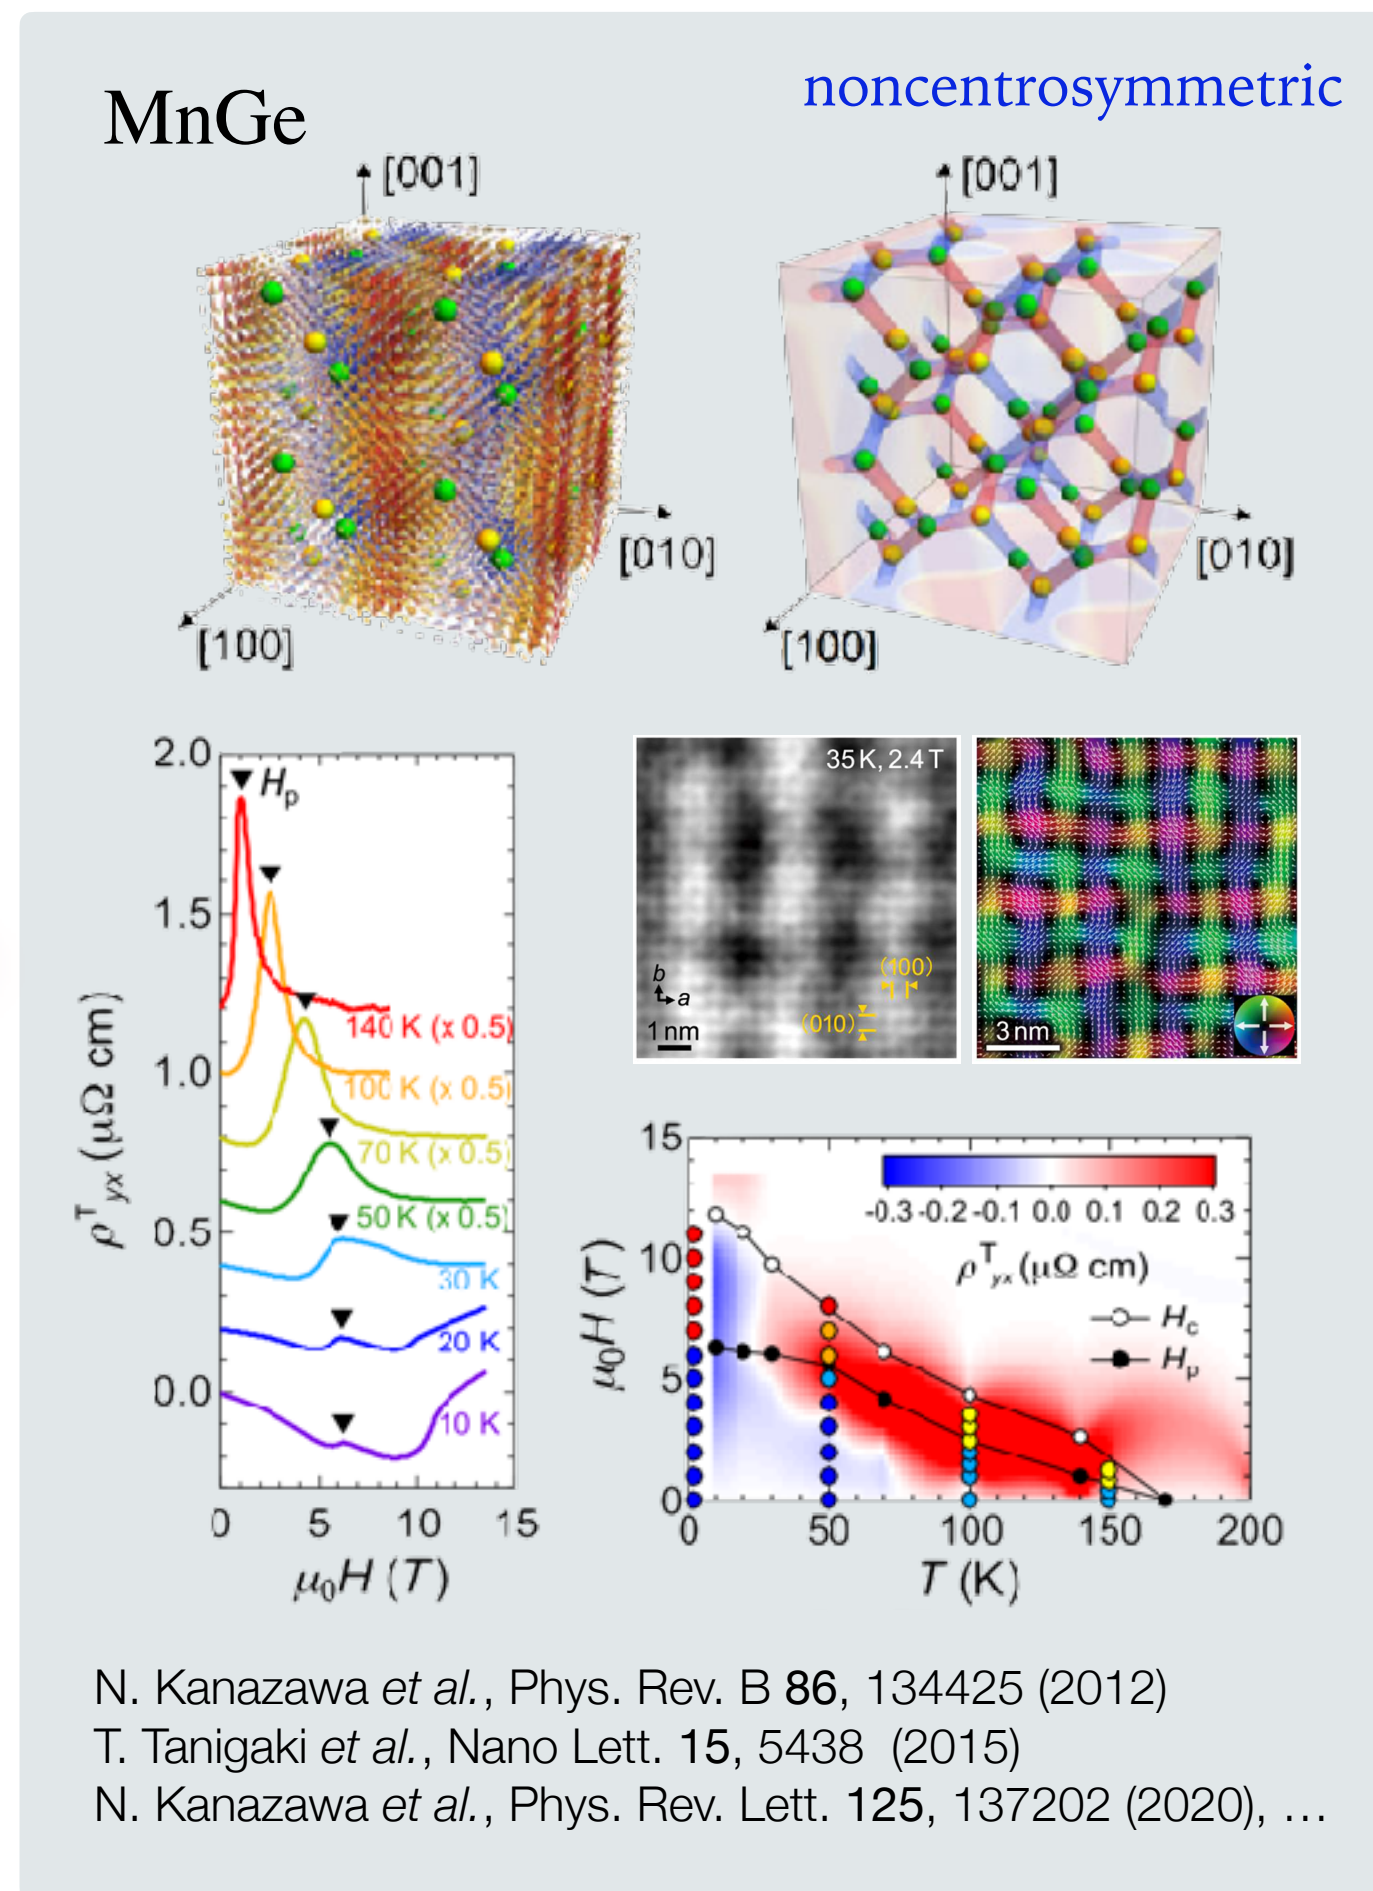 MnGe
noncentrosymmetric
[001]
[010]
[100]
[001]
[010]
[100]
2.0
1.5
1.0
0.5
0.0
ρᵀyx (μΩ cm)
Hp
140 K (x 0.5)
100 K (x 0.5)
70 K (x 0.5)
50 K (x 0.5)
30 K
20 K
10 K
0 5 10 15
μ₀H (T)
35 K, 2.4 T
b
a
1 nm
(100)
(010)
3 nm
15
10
5
0
μ₀H (T)
-0.3 -0.2 -0.1 0.0 0.1 0.2 0.3
ρᵀyx (μΩ cm)
Hc
Hp
0 50 100 150 200
T (K)
N. Kanazawa et al., Phys. Rev. B 86, 134425 (2012)
T. Tanigaki et al., Nano Lett. 15, 5438 (2015)
N. Kanazawa et al., Phys. Rev. Lett. 125, 137202 (2020), …